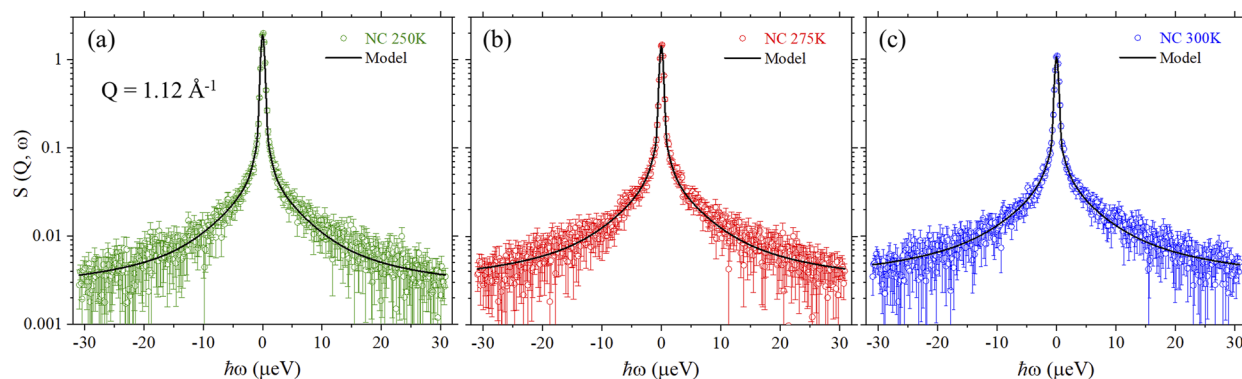 (a)
NC 250K
Model
Q = 1.12 Å⁻¹
(b)
NC 275K
Model
(c)
NC 300K
Model
S (Q, ω)
1
0.1
0.01
0.001
-30 -20 -10 0 10 20 30
-30 -20 -10 0 10 20 30
-30 -20 -10 0 10 20 30
ℏω (μeV)
ℏω (μeV)
ℏω (μeV)